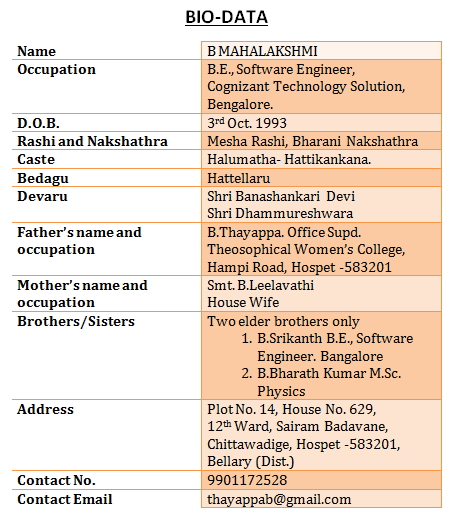 BIO-DATA
Name B MAHALAKSHMI
Occupation B.E., Software Engineer,
Cognizant Technology Solution,
Bengalore.
D.O.B. 3rd Oct. 1993
Rashi and Nakshathra Mesha Rashi, Bharani Nakshathra
Caste Halumatha- Hattikankana.
Bedagu Hattellaru
Devaru Shri Banashankari Devi
Shri Dhammureshwara
Father's name and B.Thayappa. Office Supd.
occupation Theosophical Women's College,
Hampi Road, Hospet -583201
Mother's name and Smt. B.Leelavathi
occupation House Wife
Brothers/Sisters Two elder brothers only
1. B.Srikanth B.E., Software
Engineer. Bangalore
2. B.Bharath Kumar M.Sc.
Physics
Address Plot No. 14, House No. 629,
12th Ward, Sairam Badavane,
Chittawadige, Hospet -583201,
Bellary (Dist.)
Contact No. 9901172528
Contact Email thayappab@gmail.com